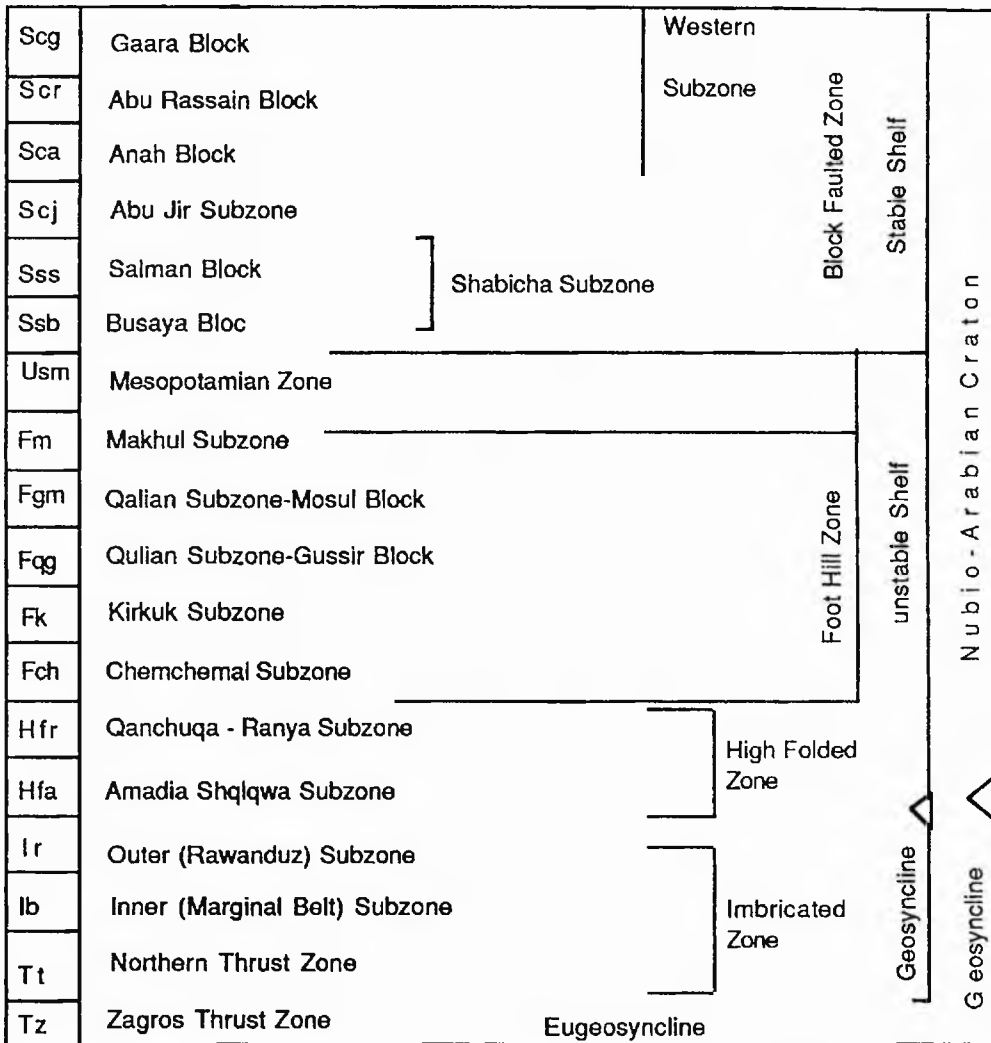 Scg Gaara Block Western
Scr Abu Rassain Block Subzone
Sca Anah Block
Scj Abu Jir Subzone
Sss Salman Block
Shabicha Subzone
Ssb Busaya Bloc
Block Faulted Zone
Stable Shelf
Usm Mesopotamian Zone
Fm Makhul Subzone
Fgm Qalian Subzone-Mosul Block
Fqg Qulian Subzone-Gussir Block
Fk Kirkuk Subzone
Fch Chemchemal Subzone
Foot Hill Zone
unstable Shelf
Nubio-Arabian Craton
Hfr Qanchuqa - Ranya Subzone
Hfa Amadia Shqlqwa Subzone
High Folded
Zone
Ir Outer (Rawanduz) Subzone
Ib Inner (Marginal Belt) Subzone
Tt Northern Thrust Zone
Imbricated
Zone
Geosyncline
Geosyncline
Tz Zagros Thrust Zone Eugeosyncline